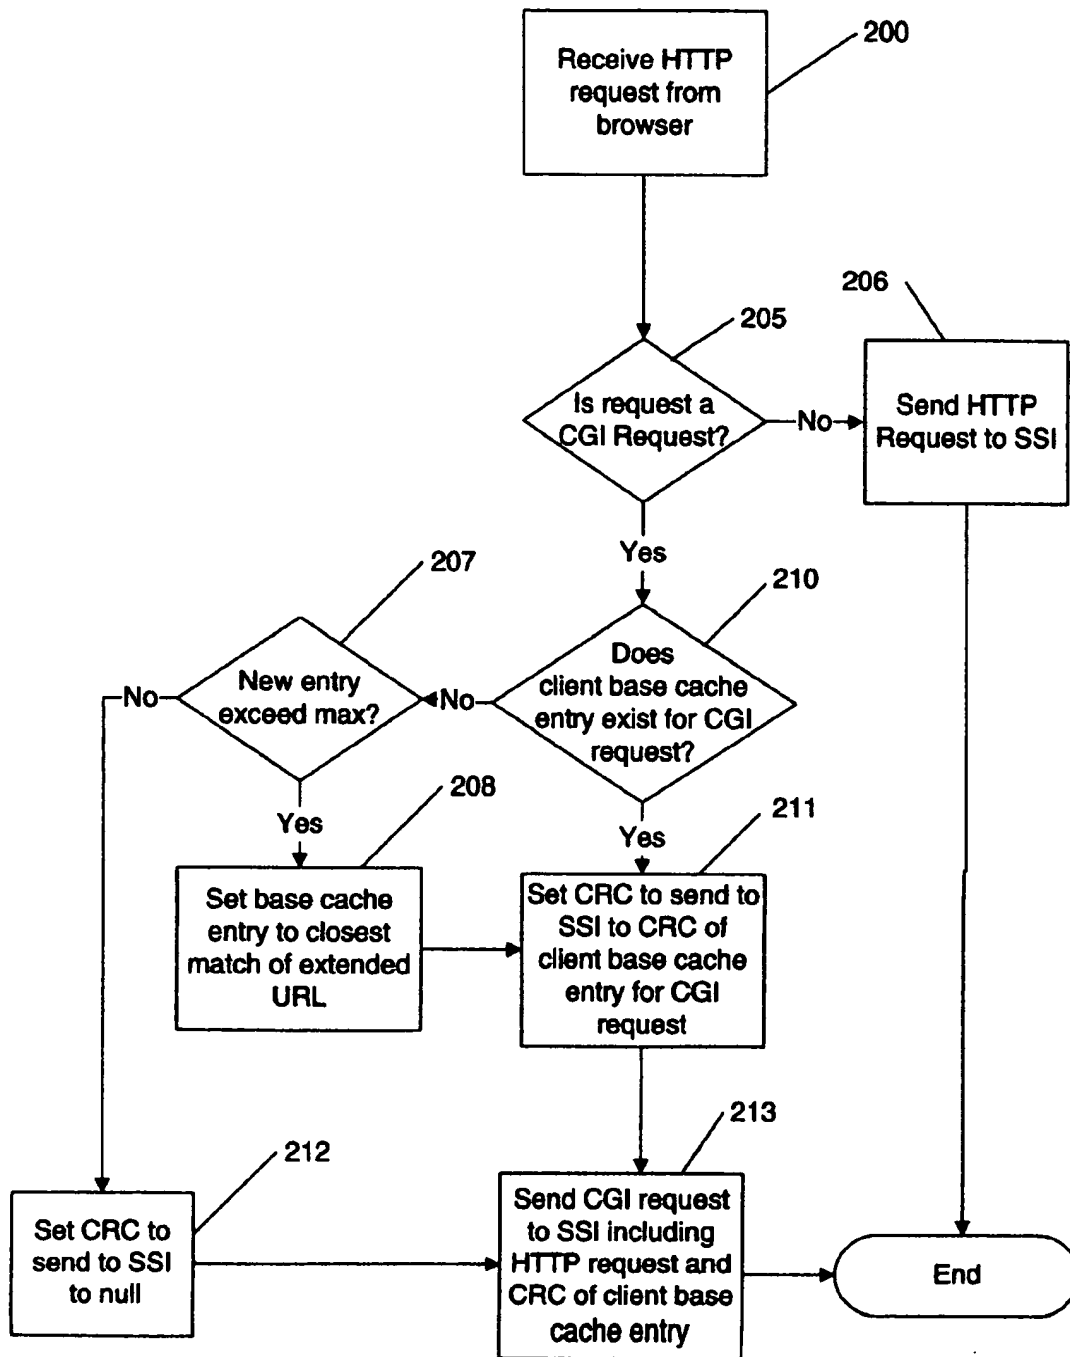 200
Receive HTTP
request from
browser
206
205
Is request a
CGI Request?
No
Send HTTP
Request to SSI
Yes
207
210
No
New entry
exceed max?
No
Does
client base cache
entry exist for CGI
request?
208
Yes
Yes
211
Set base cache
entry to closest
match of extended
URL
Set CRC to send to
SSI to CRC of
client base cache
entry for CGI
request
213
212
Set CRC to
send to SSI
to null
Send CGI request
to SSI including
HTTP request and
CRC of client base
cache entry
End